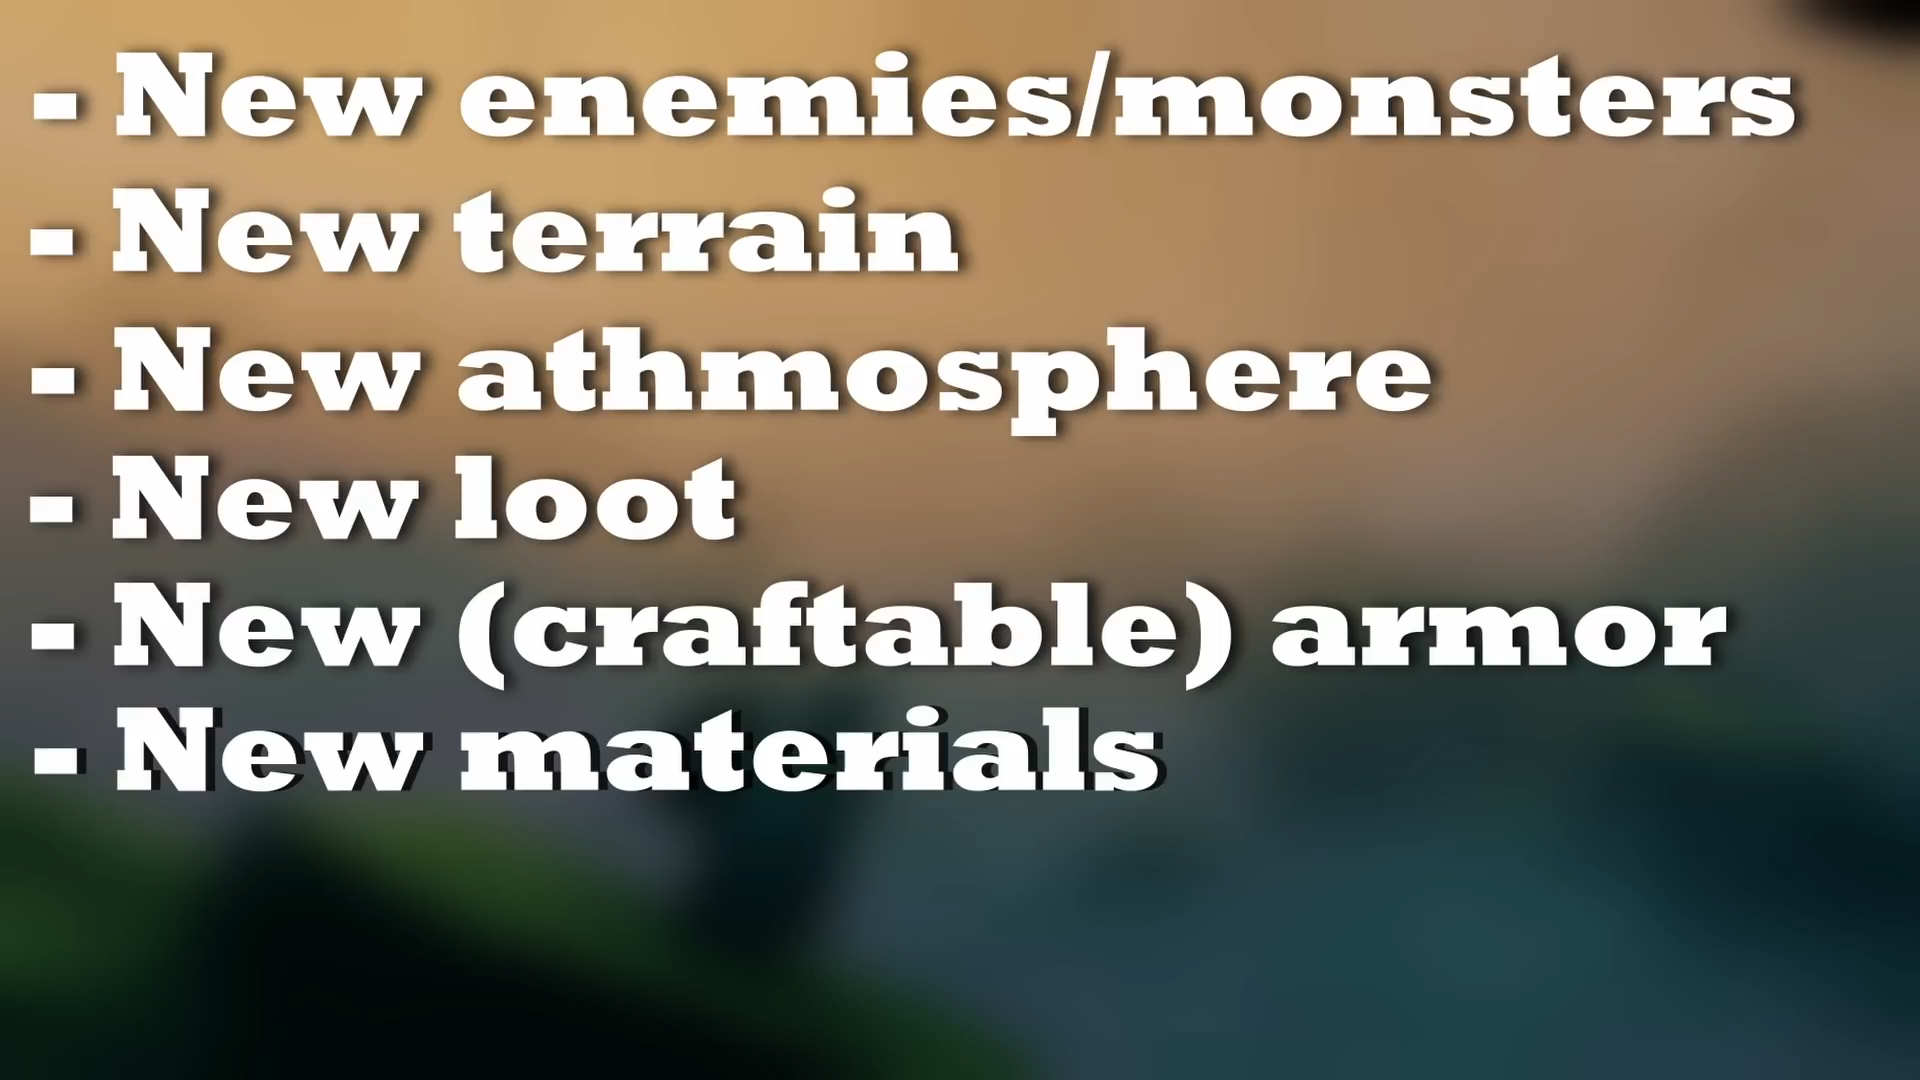 - New enemies/monsters
- New terrain
- New athmosphere
- New loot
- New (craftable) armor
- New materials